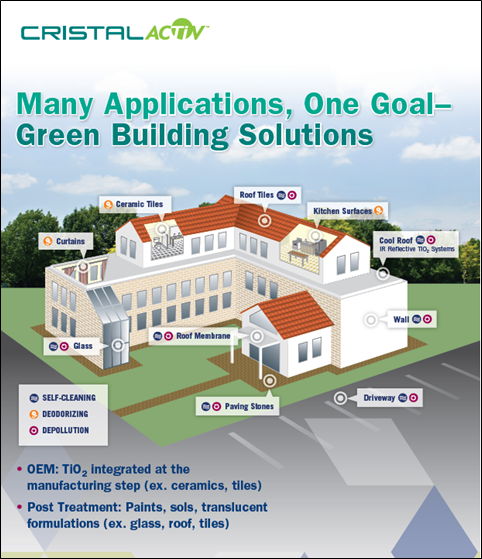 CRISTALACTiV™
Many Applications, One Goal–
Green Building Solutions
Ceramic Tiles
Roof Tiles
Kitchen Surfaces
Curtains
Cool Roof
IR Reflective TiO₂ Systems
Wall
Glass
Roof Membrane
Driveway
Paving Stones
SELF-CLEANING
DEODORIZING
DEPOLLUTION
• OEM: TiO₂ integrated at the
manufacturing step (ex. ceramics, tiles)
• Post Treatment: Paints, sols, translucent
formulations (ex. glass, roof, tiles)